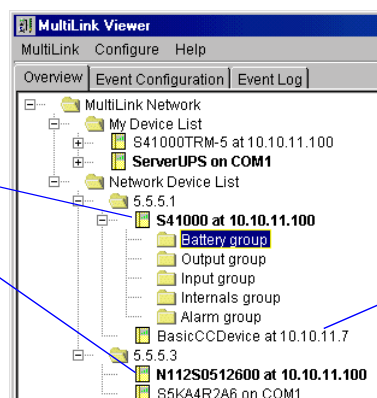 MultiLink Viewer
MultiLink Configure Help
Overview Event Configuration Event Log
MultiLink Network
My Device List
S41000TRM-5 at 10.10.11.100
ServerUPS on COM1
Network Device List
5.5.5.1
S41000 at 10.10.11.100
Battery group
Output group
Input group
Internals group
Alarm group
BasicCCDevice at 10.10.11.7
5.5.5.3
N112S0512600 at 10.10.11.100
S5KA4R2A6 on COM1